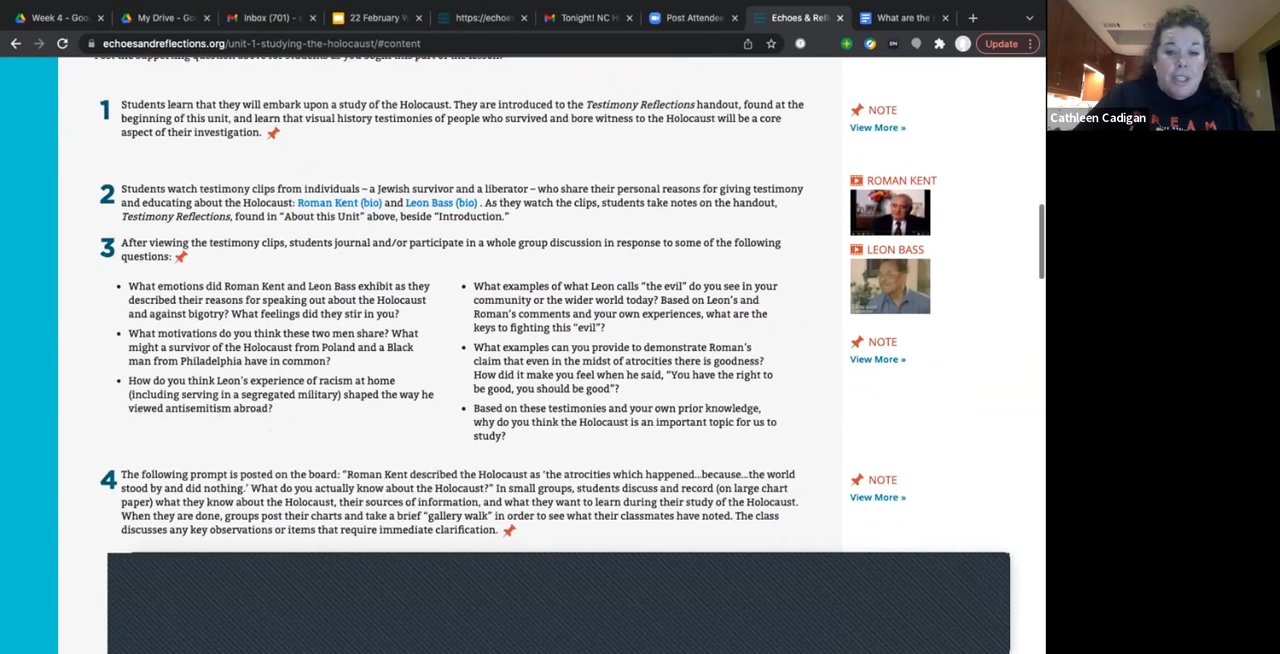 Week 4 - Goo
My Drive - Go
Inbox (701) - c
22 February W
https://echoe
Tonight! NC H
Post Attendee
Echoes & Refl
What are the
echoesandreflections.org/unit-1-studying-the-holocaust/#content
Update
Cathleen Cadigan
1 Students learn that they will embark upon a study of the Holocaust. They are introduced to the Testimony Reflections handout, found at the
beginning of this unit, and learn that visual history testimonies of people who survived and bore witness to the Holocaust will be a core
aspect of their investigation.
NOTE
View More »
2 Students watch testimony clips from individuals – a Jewish survivor and a liberator – who share their personal reasons for giving testimony
and educating about the Holocaust: Roman Kent (bio) and Leon Bass (bio) . As they watch the clips, students take notes on the handout,
Testimony Reflections, found in “About this Unit” above, beside “Introduction.”
ROMAN KENT
LEON BASS
3 After viewing the testimony clips, students journal and/or participate in a whole group discussion in response to some of the following
questions:
• What emotions did Roman Kent and Leon Bass exhibit as they
described their reasons for speaking out about the Holocaust
and against bigotry? What feelings did they stir in you?
• What motivations do you think these two men share? What
might a survivor of the Holocaust from Poland and a Black
man from Philadelphia have in common?
• How do you think Leon’s experience of racism at home
(including serving in a segregated military) shaped the way he
viewed antisemitism abroad?
• What examples of what Leon calls “the evil” do you see in your
community or the wider world today? Based on Leon’s and
Roman’s comments and your own experiences, what are the
keys to fighting this “evil”?
• What examples can you provide to demonstrate Roman’s
claim that even in the midst of atrocities there is goodness?
How did it make you feel when he said, “You have the right to
be good, you should be good”?
• Based on these testimonies and your own prior knowledge,
why do you think the Holocaust is an important topic for us to
study?
NOTE
View More »
4 The following prompt is posted on the board: “Roman Kent described the Holocaust as ‘the atrocities which happened...because...the world
stood by and did nothing.’ What do you actually know about the Holocaust?” In small groups, students discuss and record (on large chart
paper) what they know about the Holocaust, their sources of information, and what they want to learn during their study of the Holocaust.
When they are done, groups post their charts and take a brief “gallery walk” in order to see what their classmates have noted. The class
discusses any key observations or items that require immediate clarification.
NOTE
View More »